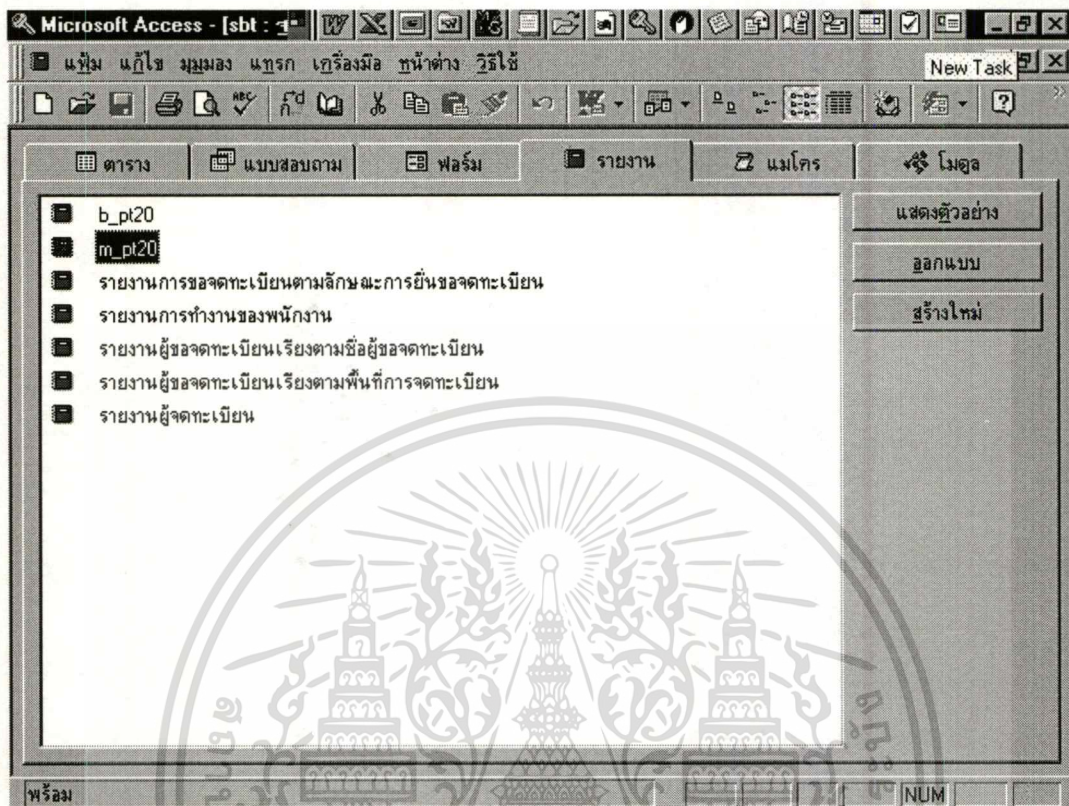 Microsoft Access - [sbt :
แฟ้ม แก้ไข มุมมอง แทรก เครื่องมือ หน้าต่าง วิธีใช้
New Task
ตาราง แบบสอบถาม ฟอร์ม รายงาน แมโคร โมดูล
b_pt20
m_pt20
รายงานการขอจดทะเบียนตามลักษณะการยื่นขอจดทะเบียน
รายงานการทำงานของพนักงาน
รายงานผู้ขอจดทะเบียนเรียงตามชื่อผู้ขอจดทะเบียน
รายงานผู้ขอจดทะเบียนเรียงตามพื้นที่การจดทะเบียน
รายงานผู้จดทะเบียน
แสดงตัวอย่าง
ออกแบบ
สร้างใหม่
พร้อม NUM